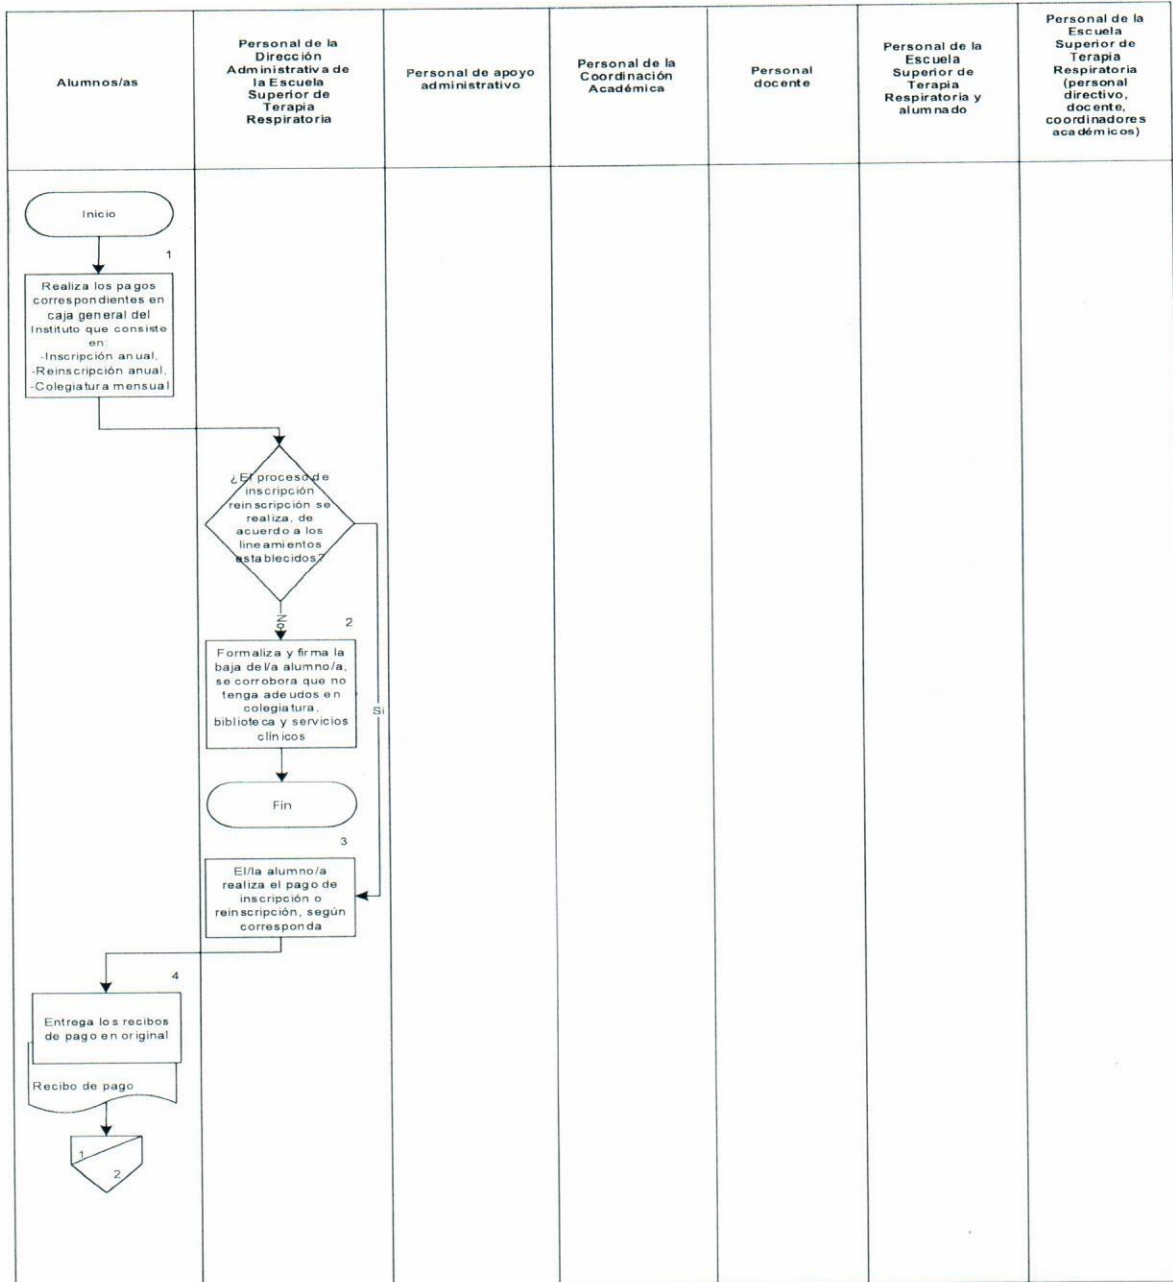 Alumnos/as
Personal de la
Dirección
Administrativa de
la Escuela
Superior de
Terapia
Respiratoria
Personal de apoyo
administrativo
Personal de la
Coordinación
Académica
Personal
docente
Personal de la
Escuela
Superior de
Terapia
Respiratoria y
alumnado
Personal de la
Escuela
Superior de
Terapia
Respiratoria
(personal
directivo,
docente,
coordinadores
académicos)
Inicio
1
Realiza los pagos
correspondientes en
caja general del
Instituto que consiste
en:
-Inscripción anual,
-Reinscripción anual,
-Colegiatura mensual
¿El proceso de
inscripción
reinscripción se
realiza, de
acuerdo a los
lineamientos
establecidos?
No
2
Formaliza y firma la
baja del/a alumno/a,
se corrobora que no
tenga adeudos en
colegiatura,
biblioteca y servicios
clínicos
Si
Fin
3
El/la alumno/a
realiza el pago de
inscripción o
reinscripción, según
corresponda
4
Entrega los recibos
de pago en original
Recibo de pago
1
2